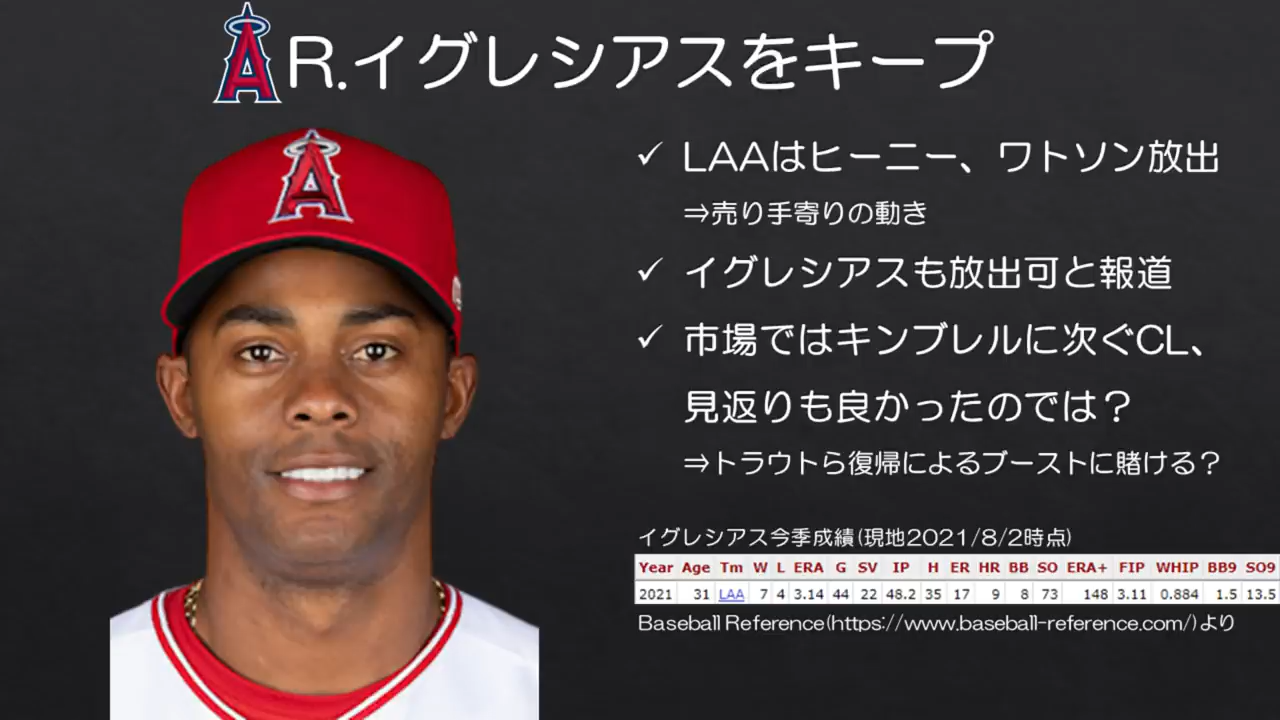 R.イグレシアスをキープ
✓ LAAはヒーニー、ワトソン放出
⇒売り手寄りの動き
✓ イグレシアスも放出可と報道
✓ 市場ではキンブレルに次ぐCL、
見返りも良かったのでは？
⇒トラウトら復帰によるブーストに賭ける？
イグレシアス今季成績(現地2021/8/2時点)
Year Age Tm W L ERA G SV IP H ER HR BB SO ERA+ FIP WHIP BB9 SO9
2021 31 LAA 7 4 3.14 44 22 48.2 35 17 9 8 73 148 3.11 0.884 1.5 13.5
Baseball Reference(https://www.baseball-reference.com/)より